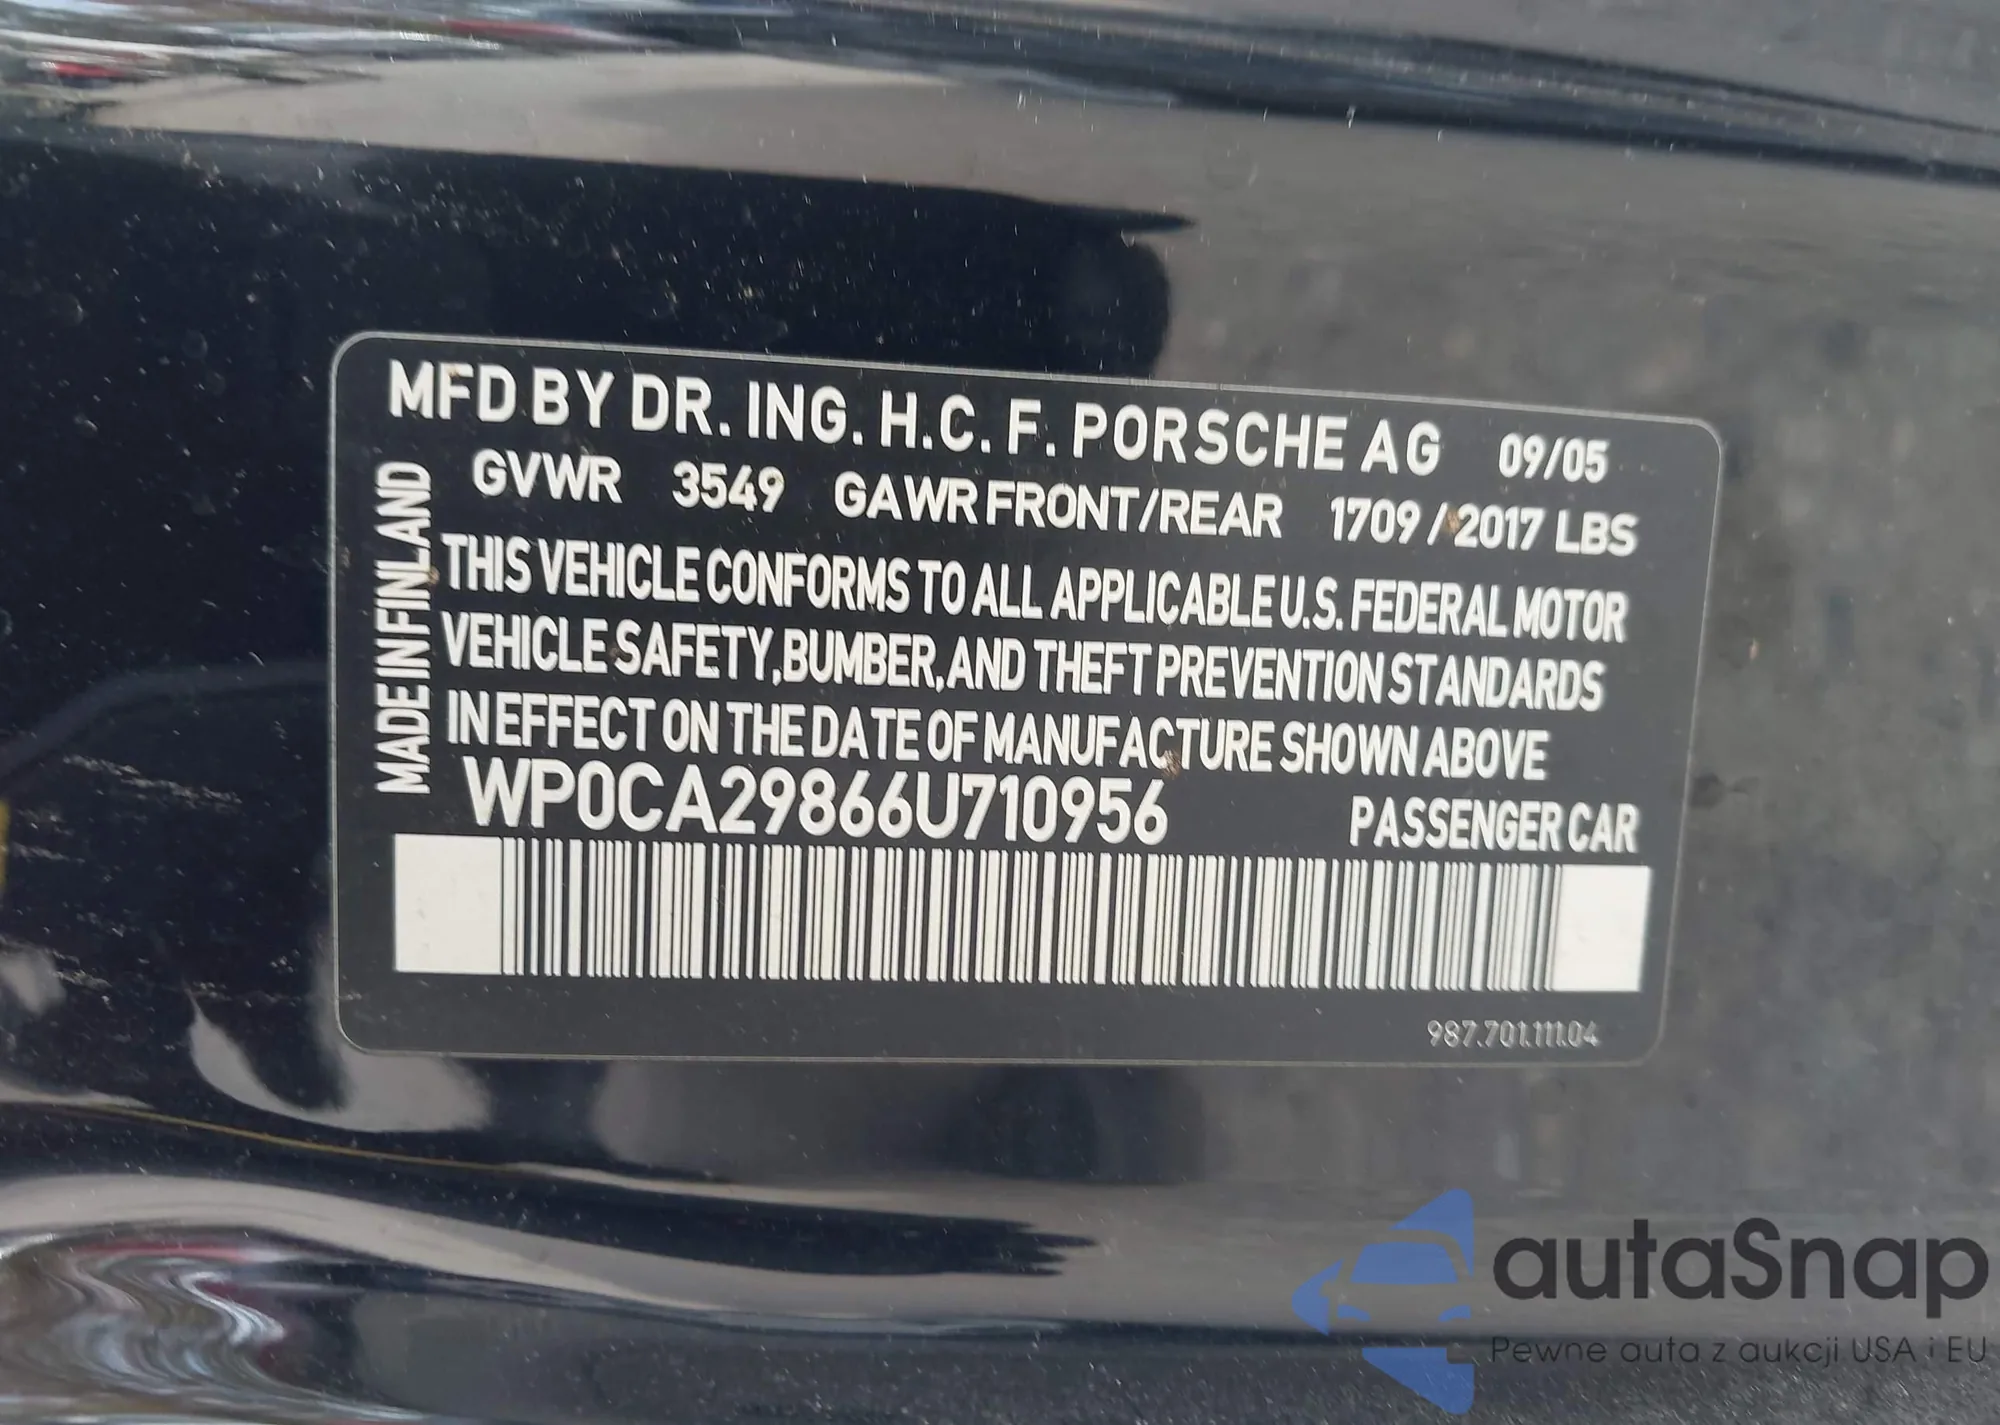 MFD BY DR. ING. H.C. F. PORSCHE AG 09/05
GVWR 3549 GAWR FRONT/REAR 1709 / 2017 LBS
THIS VEHICLE CONFORMS TO ALL APPLICABLE U.S. FEDERAL MOTOR
VEHICLE SAFETY, BUMBER, AND THEFT PREVENTION STANDARDS
IN EFFECT ON THE DATE OF MANUFACTURE SHOWN ABOVE
WP0CA29866U710956 PASSENGER CAR
MADE IN FINLAND
987.701.111.04
autaSnap
Pewne auta z aukcji USA i EU